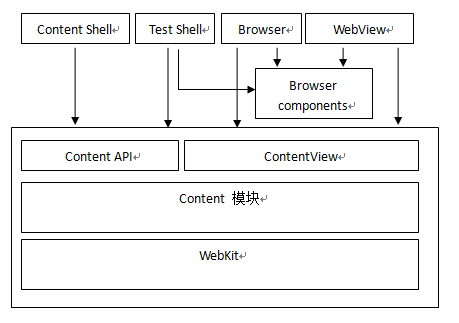 Content Shell
Test Shell
Browser
WebView
Browser
components
Content API
ContentView
Content 模块
WebKit